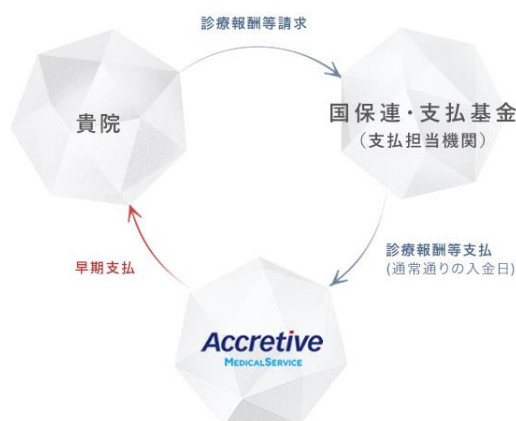 診療報酬等請求
貴院
国保連・支払基金
（支払担当機関）
診療報酬等支払
(通常通りの入金日)
早期支払
Accretive
MEDICALSERVICE